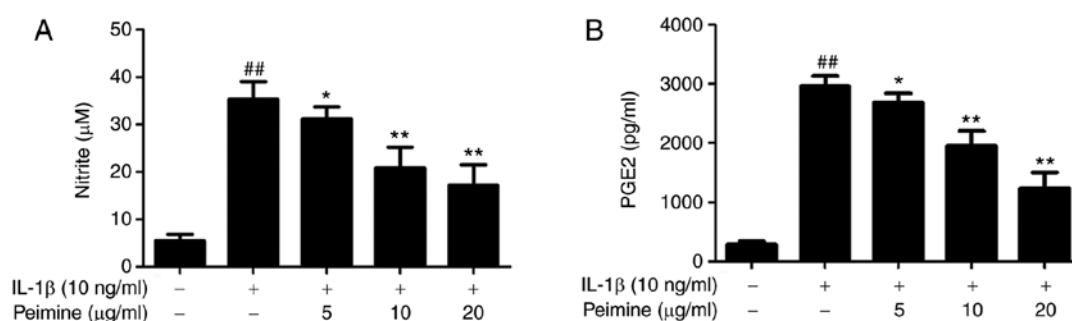 A
50
40
30
20
10
0
Nitrite (μM)
##
*
**
**
IL-1β (10 ng/ml) – + + + +
Peimine (μg/ml) – – 5 10 20
B
4000
3000
2000
1000
0
PGE2 (pg/ml)
##
*
**
**
IL-1β (10 ng/ml) – + + + +
Peimine (μg/ml) – – 5 10 20